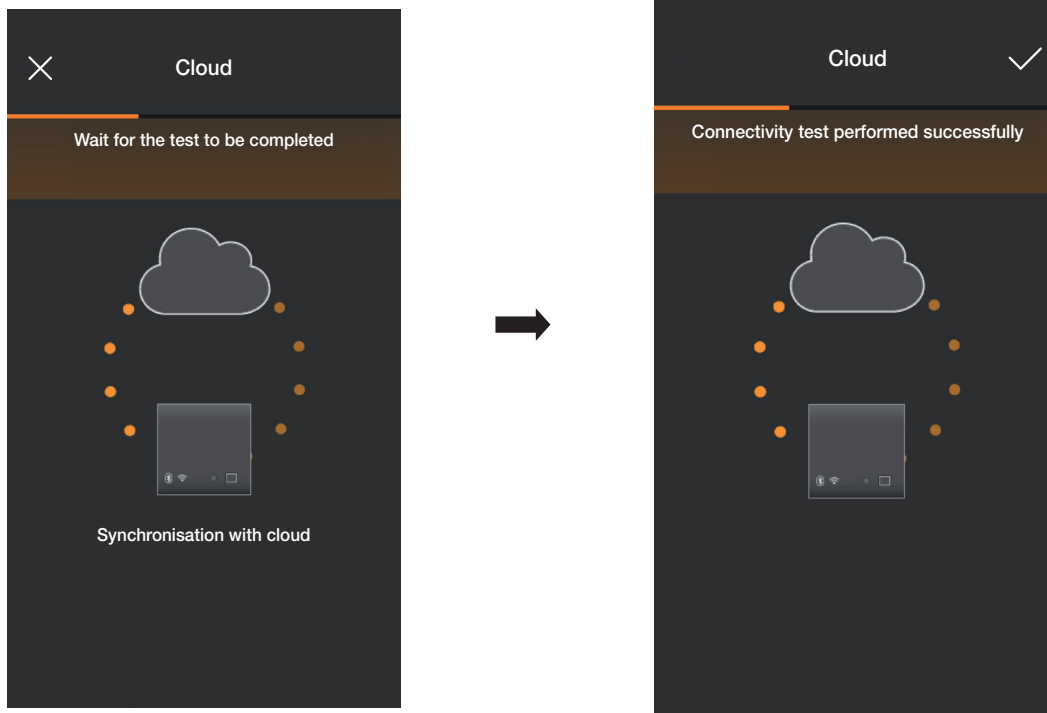 Cloud
Wait for the test to be completed
Synchronisation with cloud
Cloud
Connectivity test performed successfully